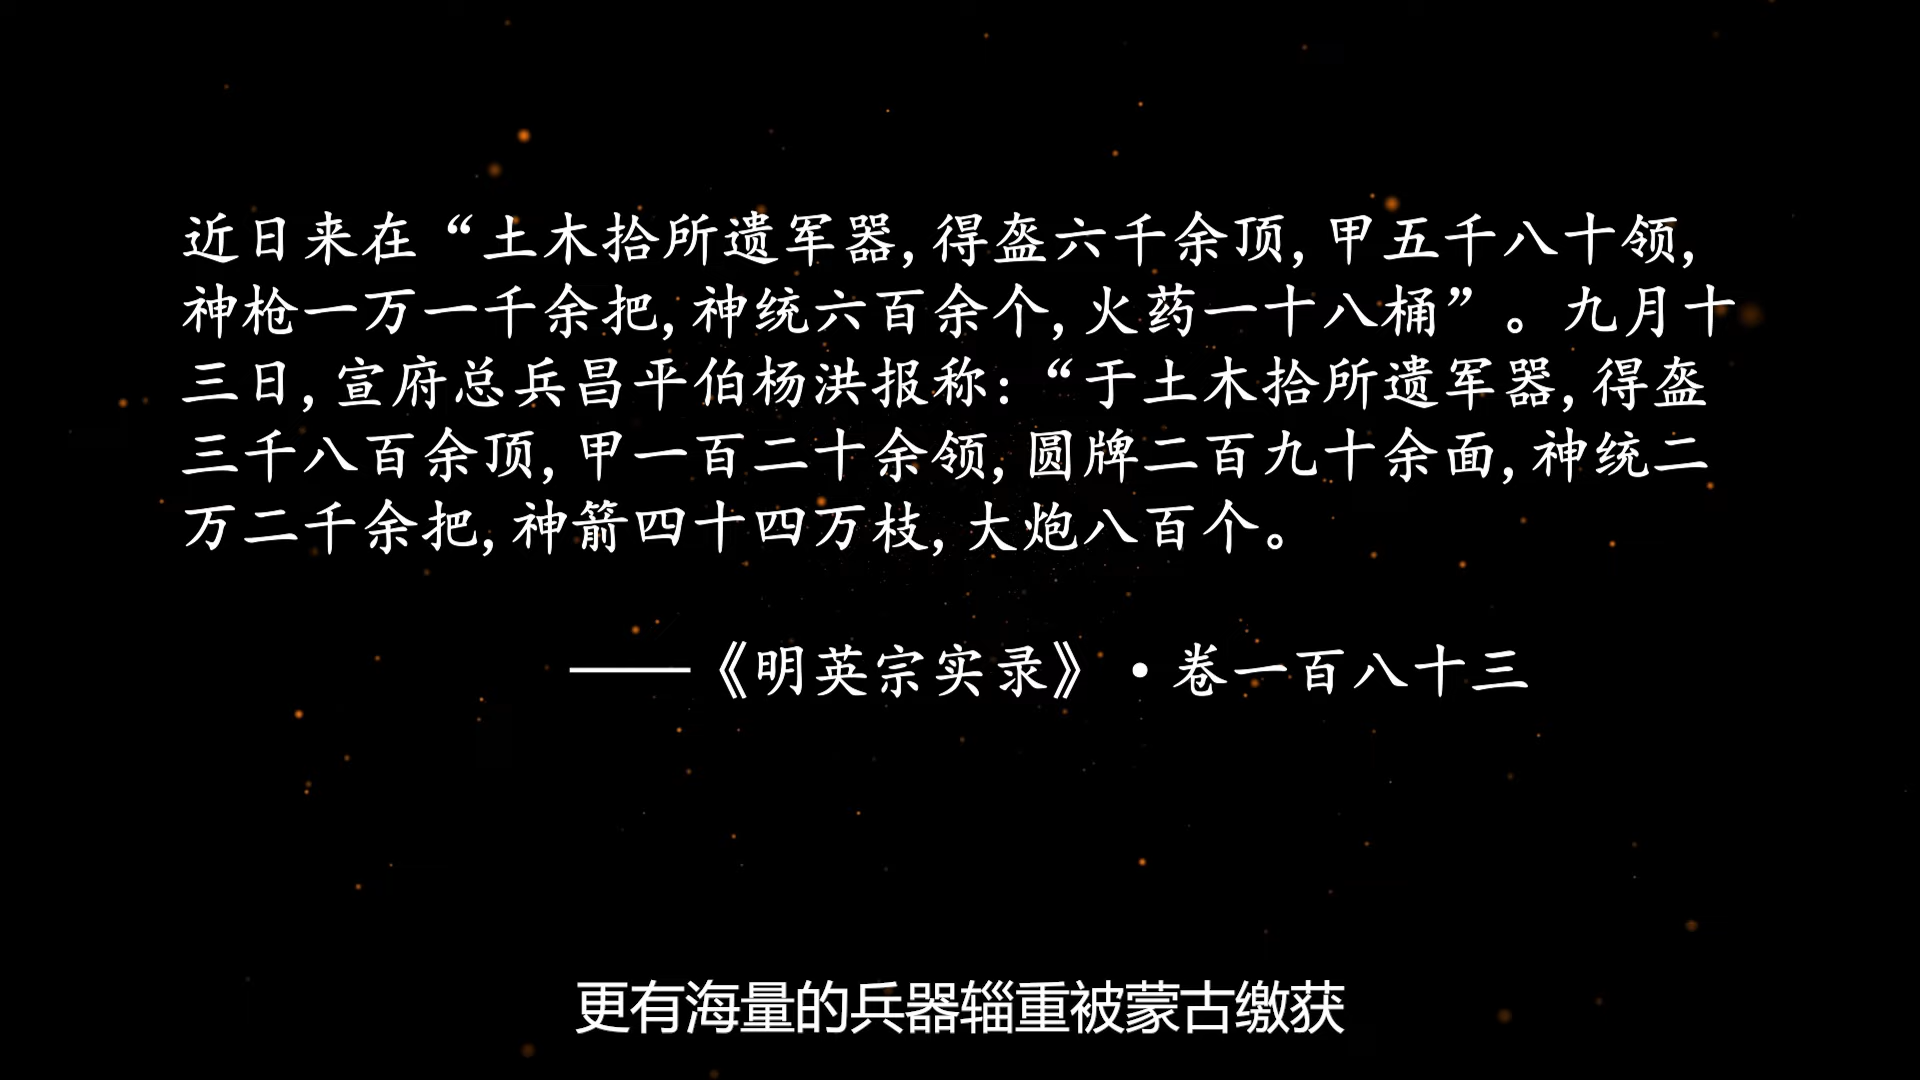 近日来在“土木拾所遗军器,得盔六千余顶,甲五千八十领,
神枪一万一千余把,神统六百余个,火药一十八桶”。九月十
三日,宣府总兵昌平伯杨洪报称:“于土木拾所遗军器,得盔
三千八百余顶,甲一百二十余领,圆牌二百九十余面,神统二
万二千余把,神箭四十四万枝,大炮八百个。
——《明英宗实录》·卷一百八十三
更有海量的兵器辎重被蒙古缴获